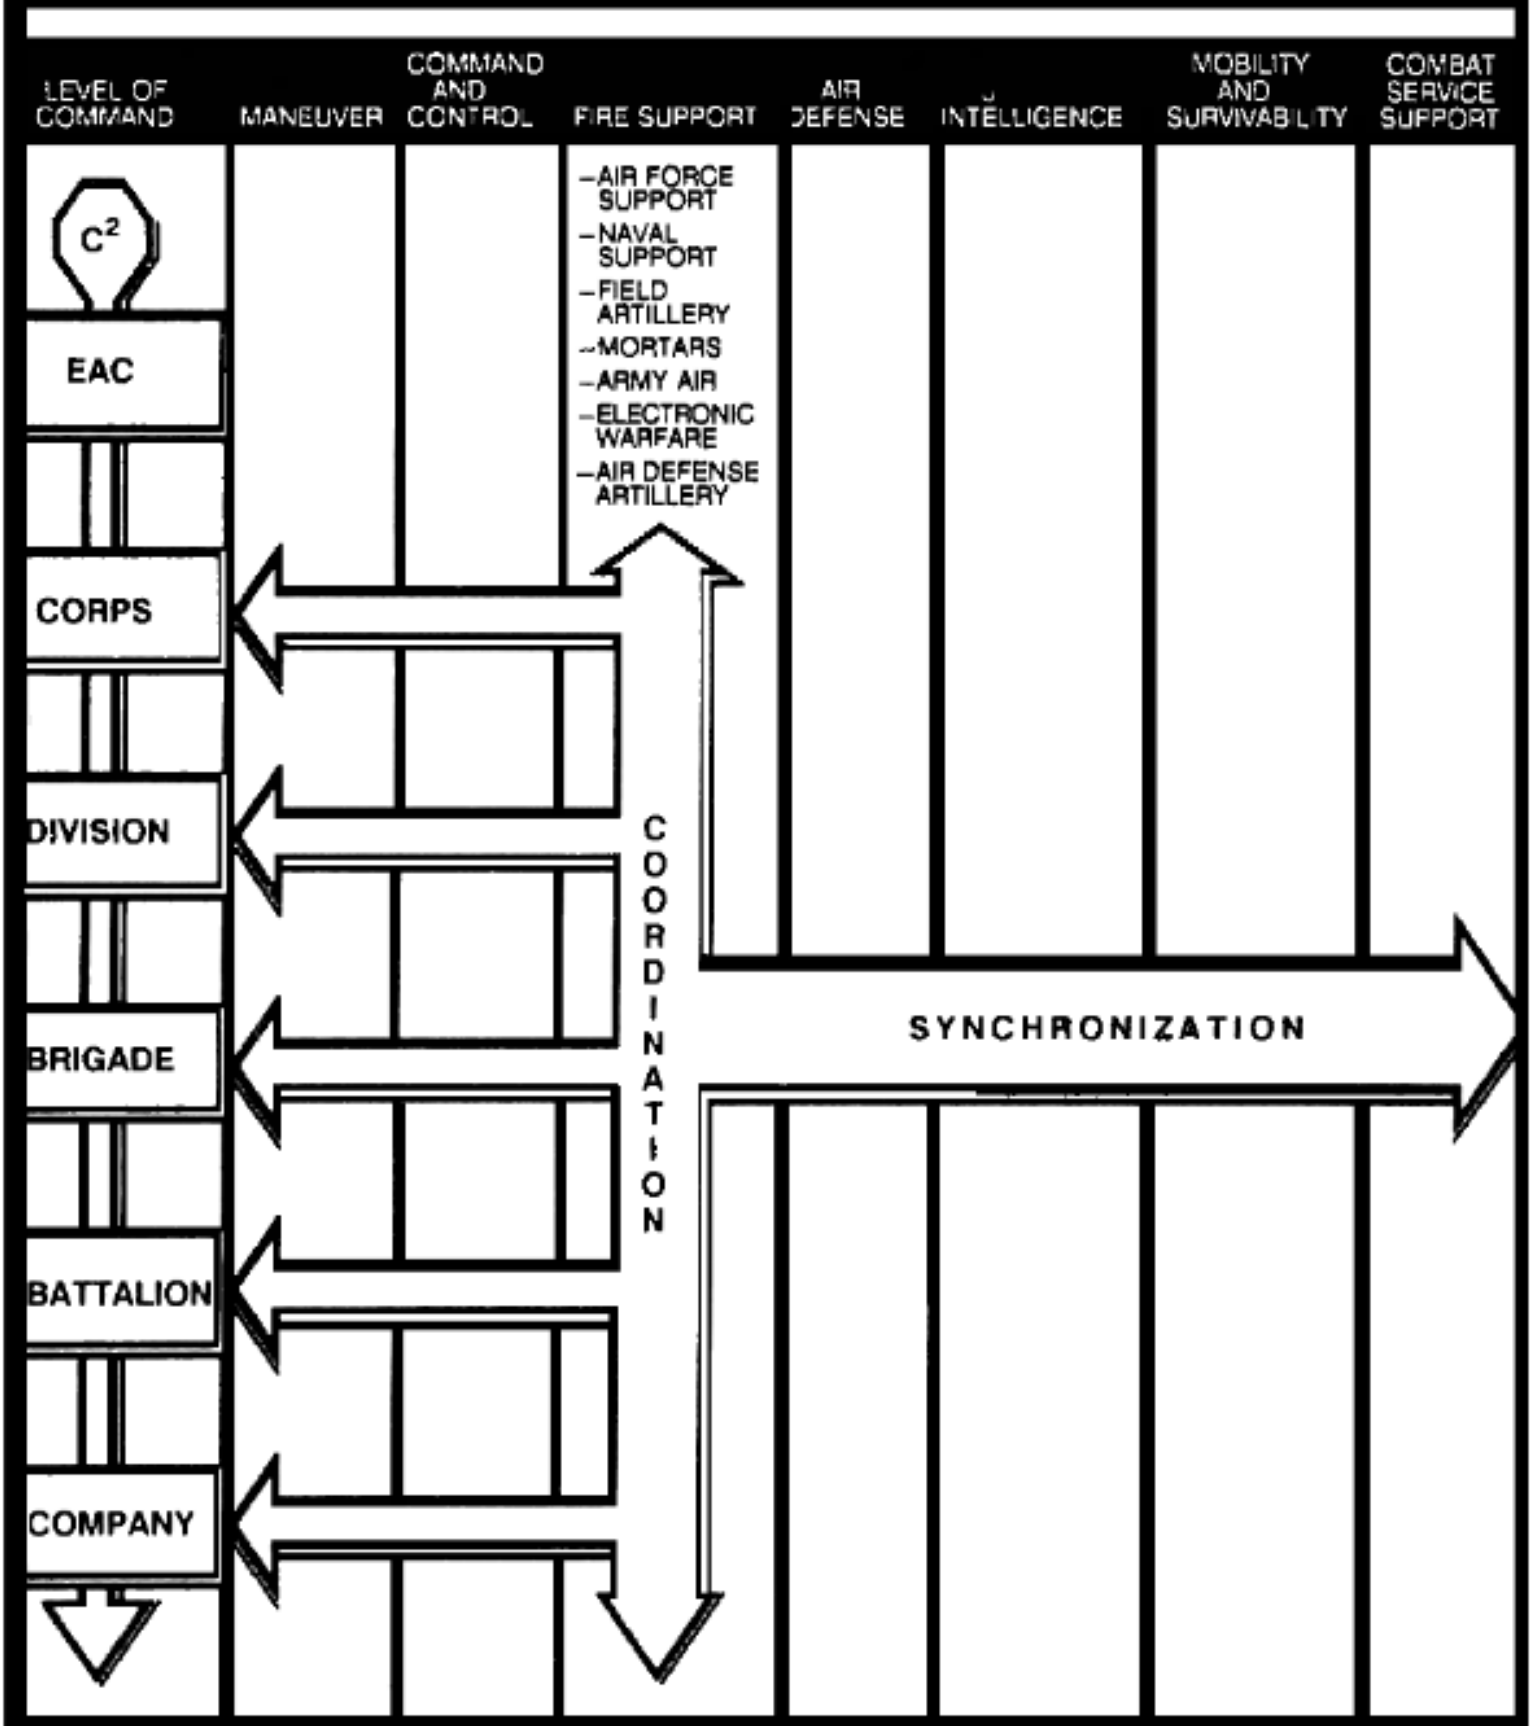 LEVEL OF
COMMAND
MANEUVER
COMMAND
AND
CONTROL
FIRE SUPPORT
AIR
DEFENSE
INTELLIGENCE
MOBILITY
AND
SURVIVABILITY
COMBAT
SERVICE
SUPPORT
C²
EAC
CORPS
DIVISION
BRIGADE
BATTALION
COMPANY
–AIR FORCE
SUPPORT
–NAVAL
SUPPORT
–FIELD
ARTILLERY
–MORTARS
–ARMY AIR
–ELECTRONIC
WARFARE
–AIR DEFENSE
ARTILLERY
COORDINATION
SYNCHRONIZATION